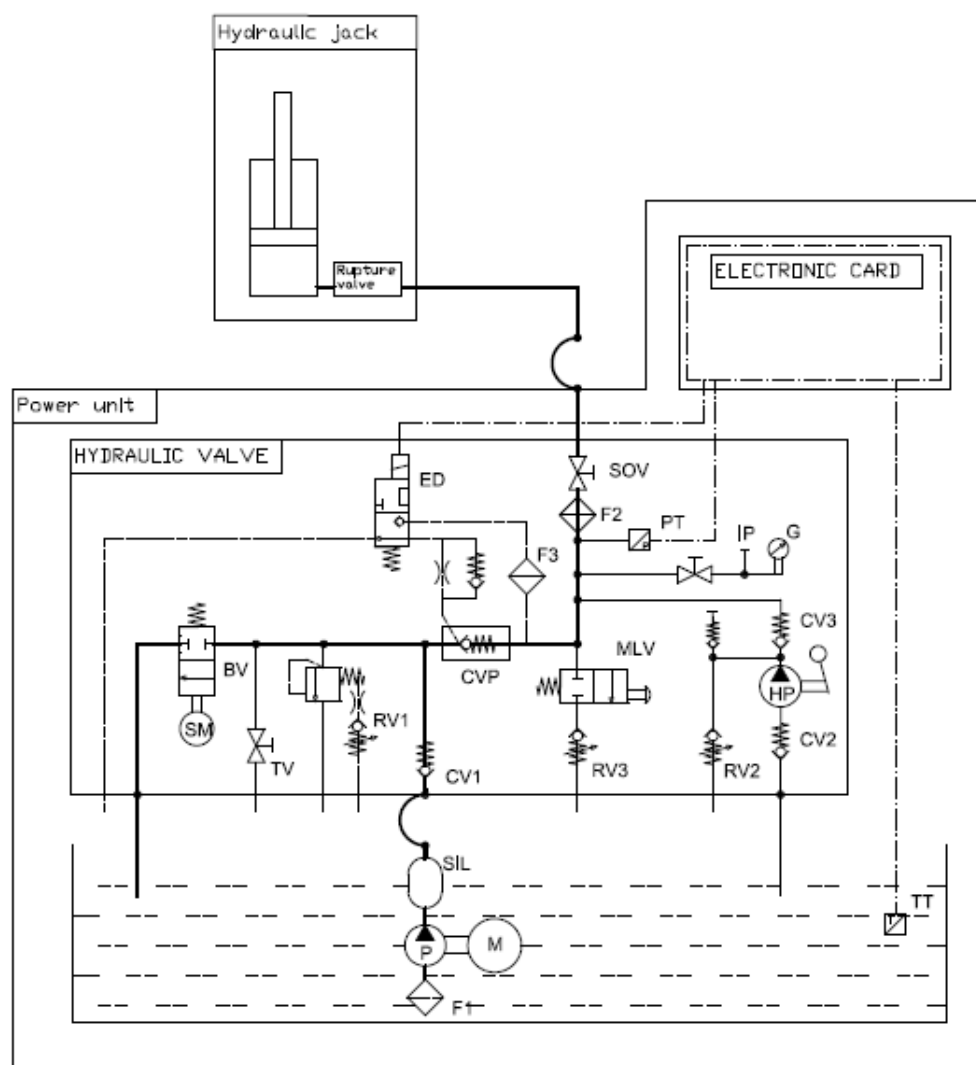 Hydraulic jack
Rupture
valve
ELECTRONIC CARD
Power unit
HYDRAULIC VALVE
ED
SOV
F2
PT
IP
G
F3
CV3
MLV
BV
CVP
HP
SM
RV1
CV2
TV
CV1
RV3
RV2
SIL
TT
P
M
F1